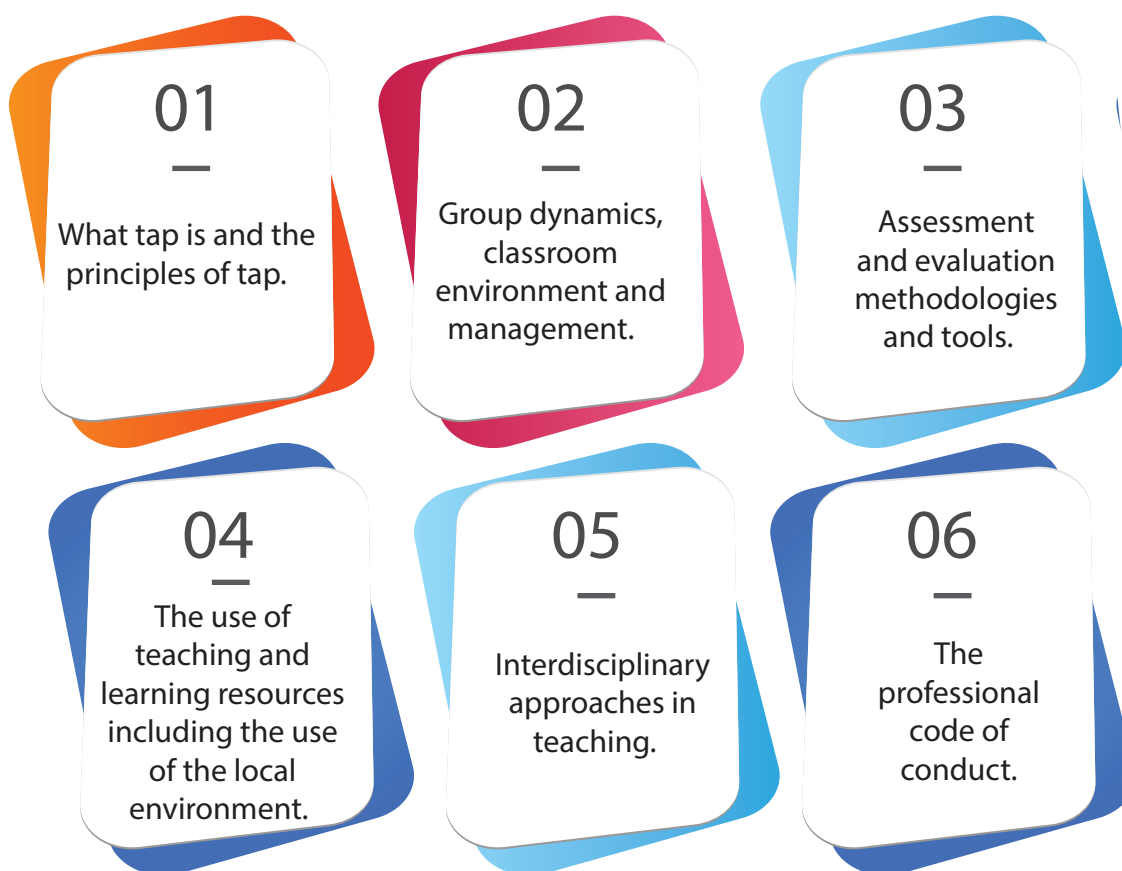 01
What tap is and the
principles of tap.
02
Group dynamics,
classroom
environment and
management.
03
Assessment
and evaluation
methodologies
and tools.
04
The use of
teaching and
learning resources
including the use
of the local
environment.
05
Interdisciplinary
approaches in
teaching.
06
The
professional
code of
conduct.